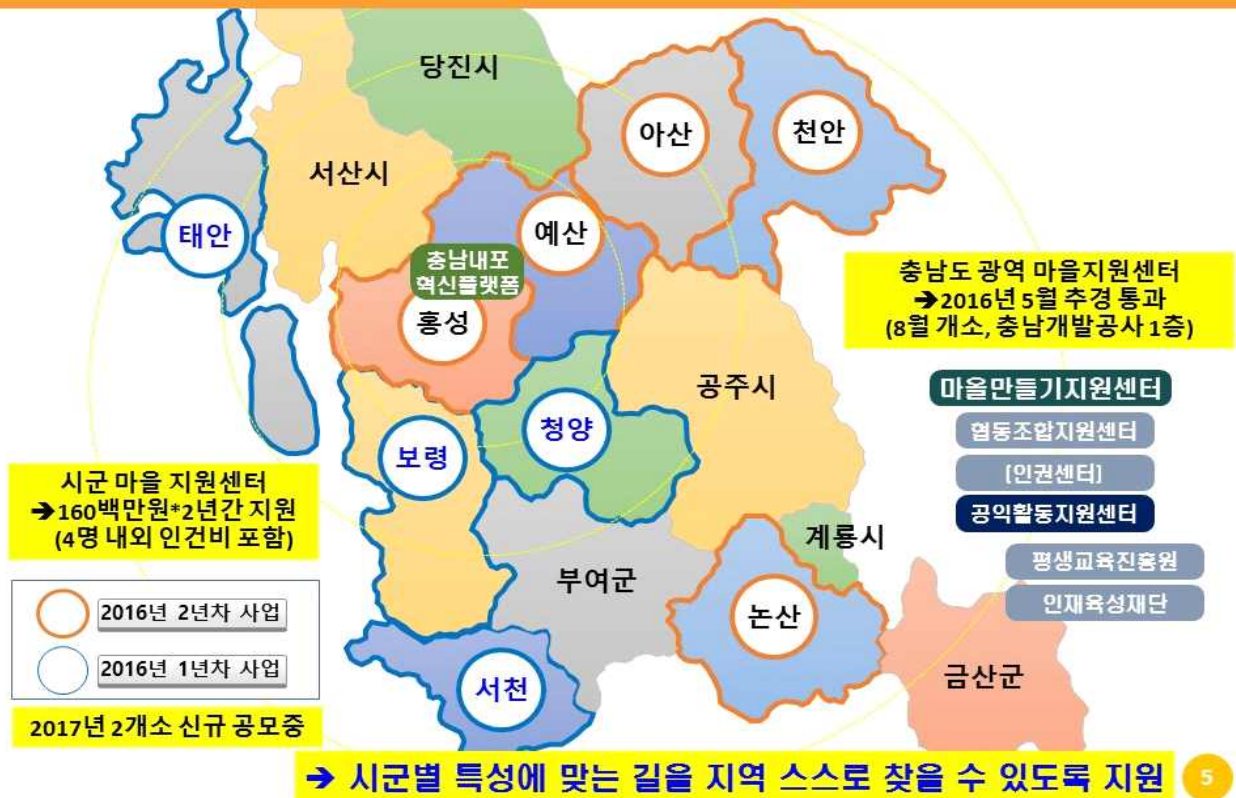 당진시
아산
천안
서산시
태안
예산
충남내포
혁신플랫폼
홍성
충남도 광역 마을지원센터
➔2016년 5월 추경 통과
(8월 개소, 충남개발공사 1층)
공주시
마을만들기지원센터
청양
협동조합지원센터
보령
[인권센터]
시군 마을 지원센터
➔160백만원*2년간 지원
(4명 내외 인건비 포함)
공익활동지원센터
계룡시
부여군
평생교육진흥원
인재육성재단
2016년 2년차 사업
논산
2016년 1년차 사업
서천
금산군
2017년 2개소 신규 공모중
➔ 시군별 특성에 맞는 길을 지역 스스로 찾을 수 있도록 지원
5